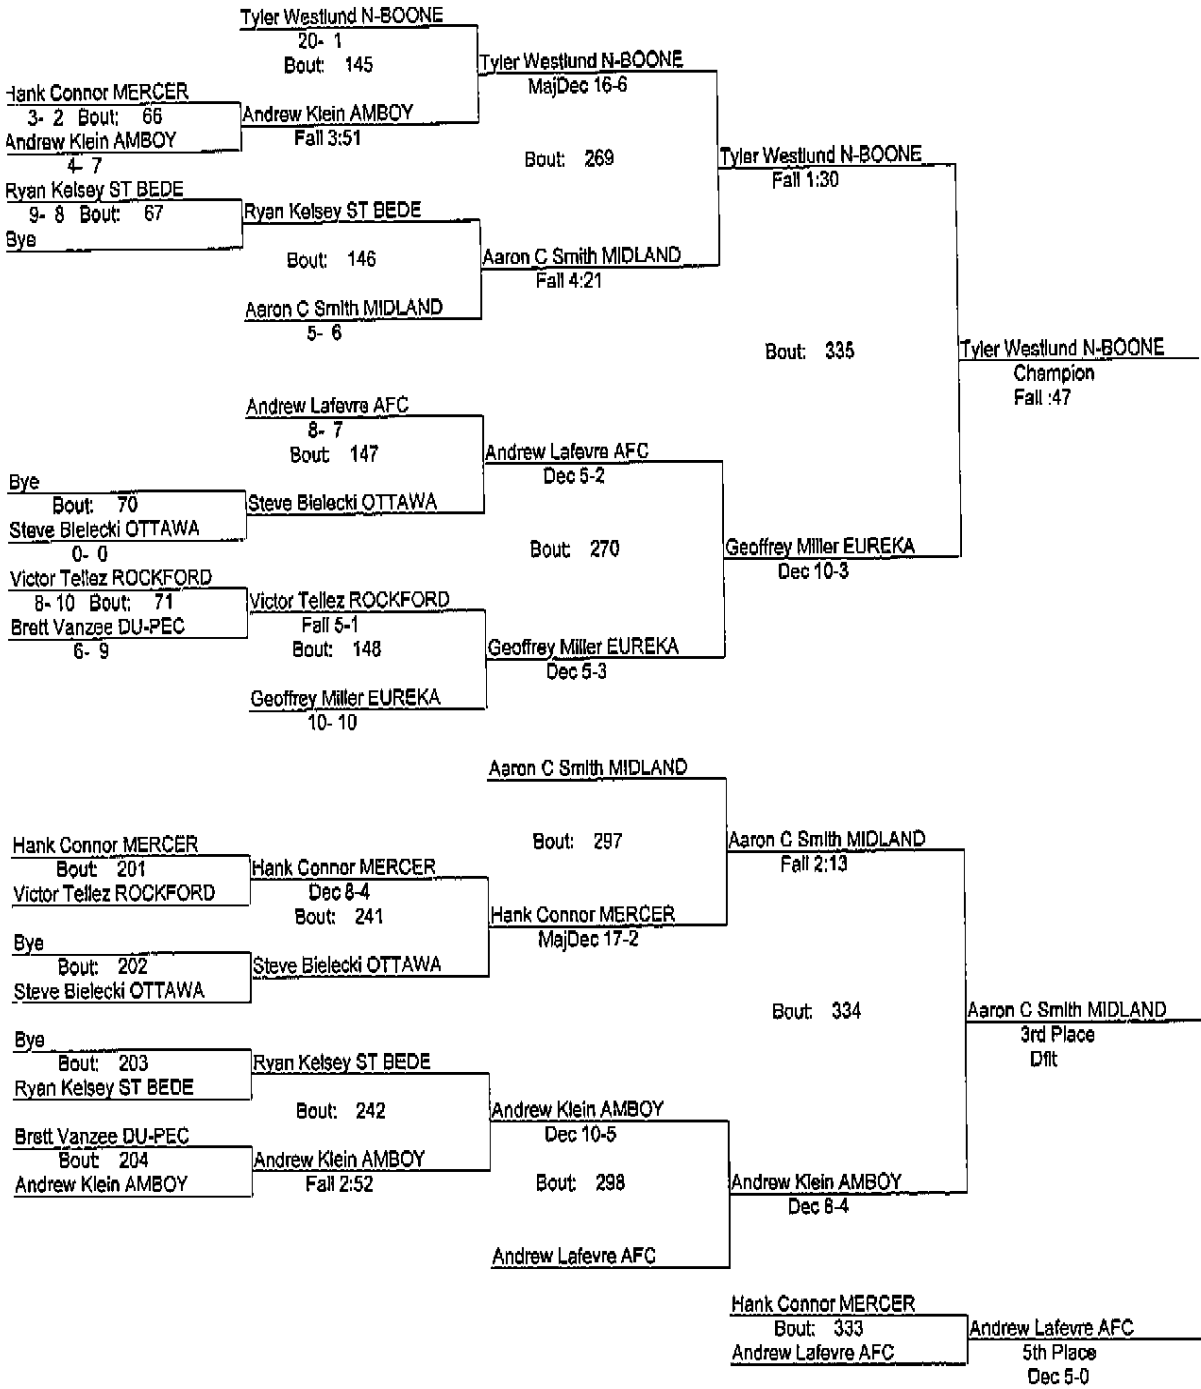 Tyler Westlund N-BOONE
20- 1
Bout: 145
Tyler Westlund N-BOONE
MajDec 16-6
Hank Connor MERCER
3- 2 Bout: 66
Andrew Klein AMBOY
Fall 3:51
Andrew Klein AMBOY
4- 7
Bout: 269
Tyler Westlund N-BOONE
Fall 1:30
Ryan Kelsey ST BEDE
9- 8 Bout: 67
Ryan Kelsey ST BEDE
Bye
Bout: 146
Aaron C Smith MIDLAND
Fall 4:21
Aaron C Smith MIDLAND
5- 6
Bout: 335
Tyler Westlund N-BOONE
Champion
Fall :47
Andrew Lafevre AFC
8- 7
Bout: 147
Andrew Lafevre AFC
Dec 5-2
Bye
Bout: 70
Steve Bielecki OTTAWA
Steve Bielecki OTTAWA
0- 0
Bout: 270
Geoffrey Miller EUREKA
Dec 10-3
Victor Tellez ROCKFORD
8- 10 Bout: 71
Victor Tellez ROCKFORD
Fall 5-1
Brett Vanzee DU-PEC
6- 9
Bout: 148
Geoffrey Miller EUREKA
Dec 5-3
Geoffrey Miller EUREKA
10- 10
Aaron C Smith MIDLAND
Bout: 297
Aaron C Smith MIDLAND
Fall 2:13
Hank Connor MERCER
Bout: 201
Hank Connor MERCER
Dec 8-4
Victor Tellez ROCKFORD
Bout: 241
Hank Connor MERCER
MajDec 17-2
Bye
Bout: 202
Steve Bielecki OTTAWA
Steve Bielecki OTTAWA
Bout: 334
Aaron C Smith MIDLAND
3rd Place
Dflt
Bye
Bout: 203
Ryan Kelsey ST BEDE
Ryan Kelsey ST BEDE
Bout: 242
Andrew Klein AMBOY
Dec 10-5
Brett Vanzee DU-PEC
Bout: 204
Andrew Klein AMBOY
Fall 2:52
Andrew Klein AMBOY
Bout: 298
Andrew Klein AMBOY
Dec 8-4
Andrew Lafevre AFC
Hank Connor MERCER
Bout: 333
Andrew Lafevre AFC
Andrew Lafevre AFC
5th Place
Dec 5-0